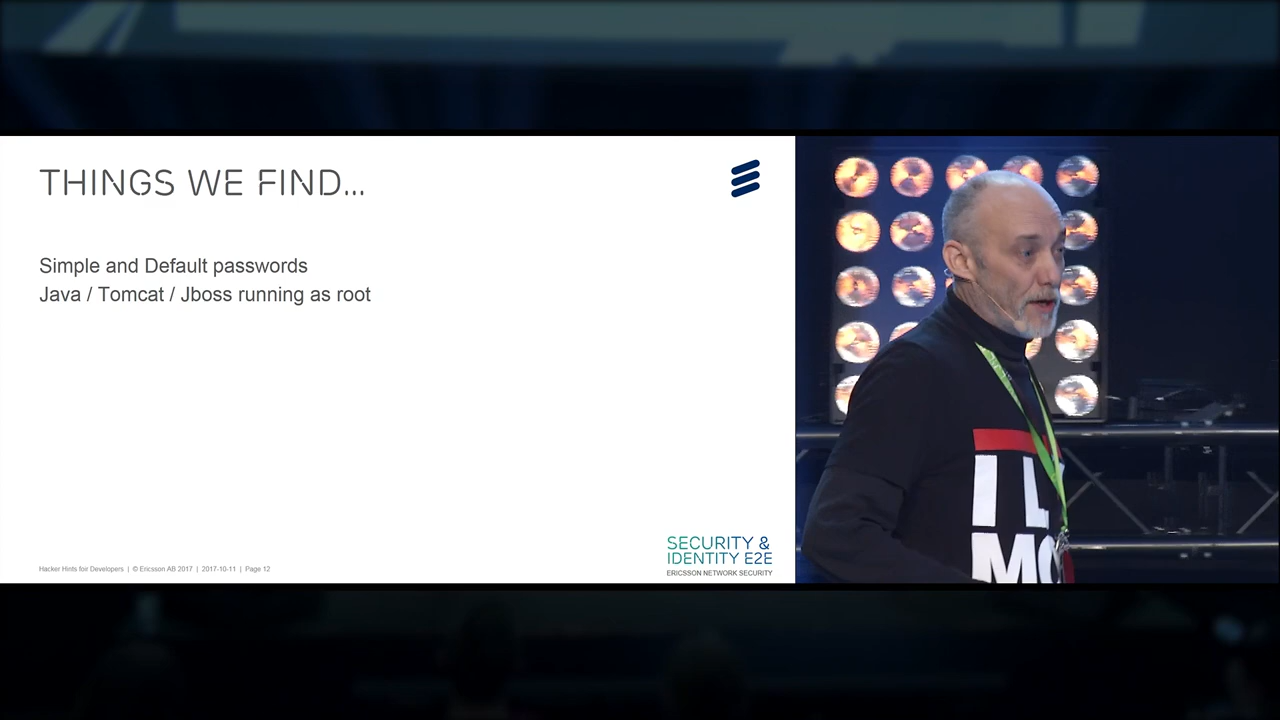 THINGS WE FIND...
Simple and Default passwords
Java / Tomcat / Jboss running as root
SECURITY &
IDENTITY E2E
ERICSSON NETWORK SECURITY
Hacker Hints for Developers | © Ericsson AB 2017 | 2017-10-11 | Page 12
I L
MO